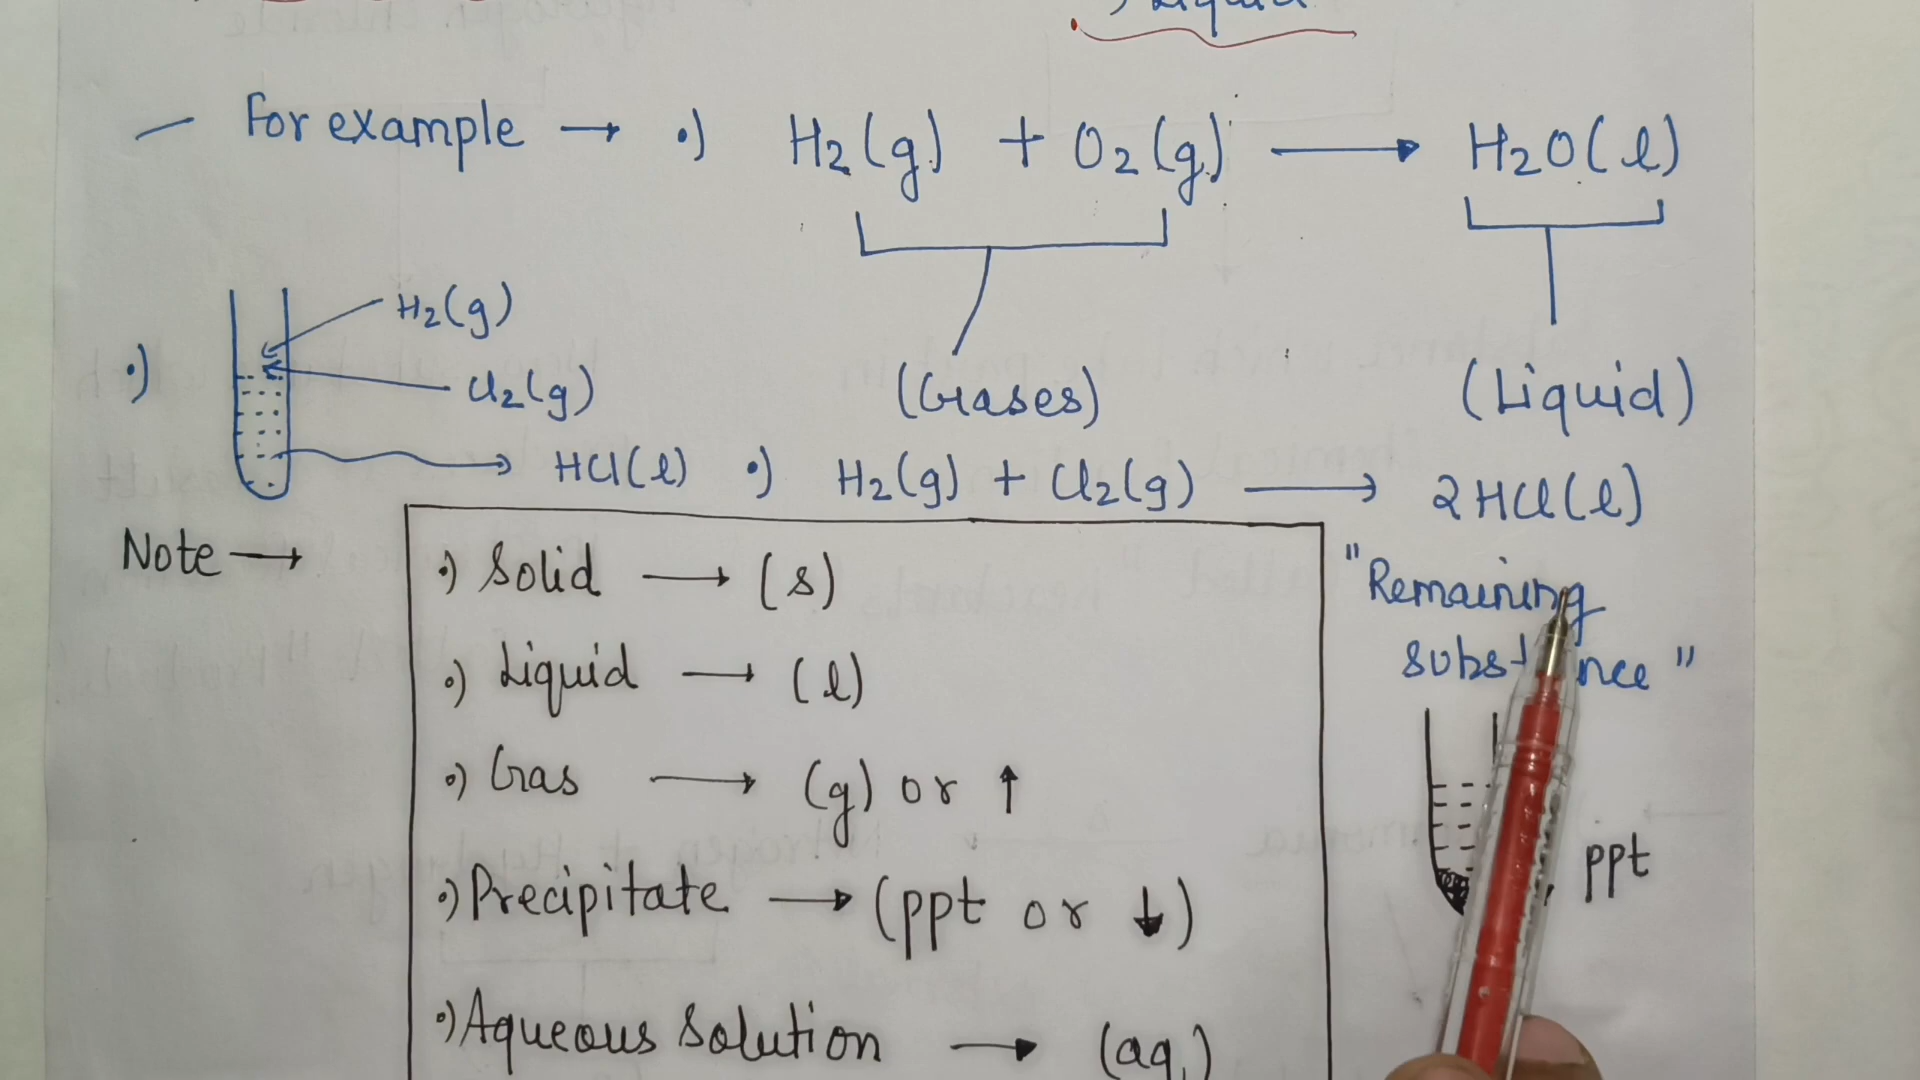 Liquid
For example → •) H2(g) + O2(g) → H2O(l)
H2(g)
•) Cl2(g) (Gases) (Liquid)
HCl(l) •) H2(g) + Cl2(g) → 2HCl(l)
Note →
•) Solid → (s)
•) Liquid → (l)
•) Gas → (g) or ↑
•) Precipitate → (ppt or ↓)
•) Aqueous Solution → (aq.)
"Remaining
substance"
ppt